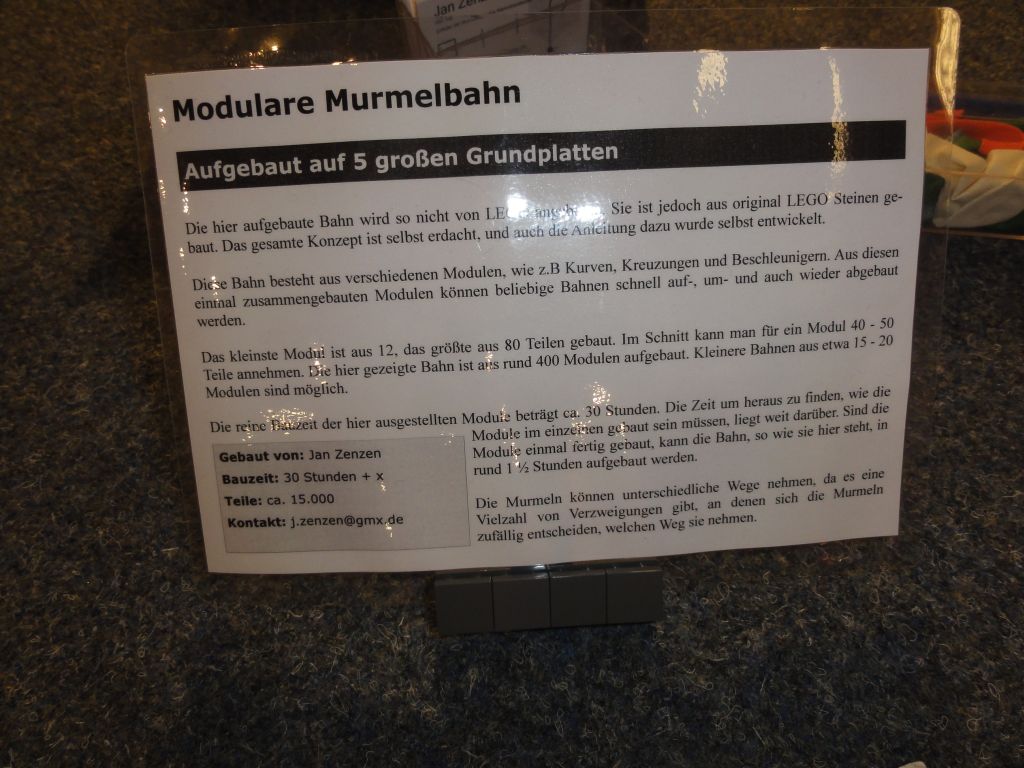 Jan Zen
Modulare Murmelbahn
Aufgebaut auf 5 großen Grundplatten
Die hier aufgebaute Bahn wird so nicht von Sie ist jedoch aus original LEGO Steinen ge-
baut. Das gesamte Konzept ist selbst erdacht, und auch die Anleitung dazu wurde selbst entwickelt.
Diese Bahn besteht aus verschiedenen Modulen, wie z.B Kurven, Kreuzungen und Beschleunigern. Aus diesen
einmal zusammengebauten Modulen können beliebige Bahnen schnell auf-, um- und auch wieder abgebaut
werden.
Das kleinste Modul ist aus 12, das größte aus 80 Teilen gebaut. Im Schnitt kann man für ein Modul 40 - 50
Teile annehmen. Die hier gezeigte Bahn ist aus rund 400 Modulen aufgebaut. Kleinere Bahnen aus etwa 15 - 20
Modulen sind möglich.
Die reine Bauzeit der hier ausgestellten Module beträgt ca. 30 Stunden. Die Zeit um heraus zu finden, wie die
Module im einzelnen gebaut sein müssen, liegt weit darüber. Sind die
Module einmal fertig gebaut, kann die Bahn, so wie sie hier steht, in
rund 1 ½ Stunden aufgebaut werden.
Die Murmeln können unterschiedliche Wege nehmen, da es eine
Vielzahl von Verzweigungen gibt, an denen sich die Murmeln
zufällig entscheiden, welchen Weg sie nehmen.
Gebaut von: Jan Zenzen
Bauzeit: 30 Stunden + x
Teile: ca. 15.000
Kontakt: j.zenzen@gmx.de